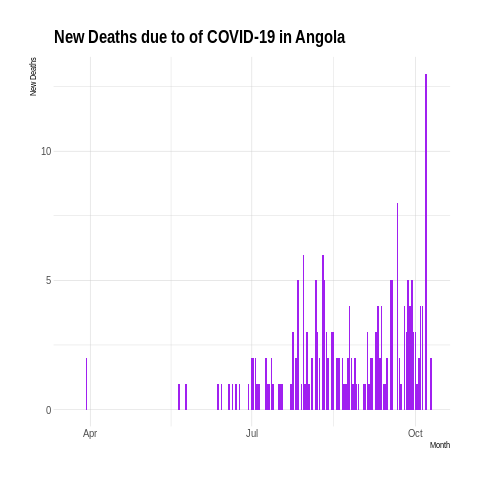 New Deaths due to of COVID-19 in Angola
New Deaths
10
5
0
Apr
Jul
Oct
Month